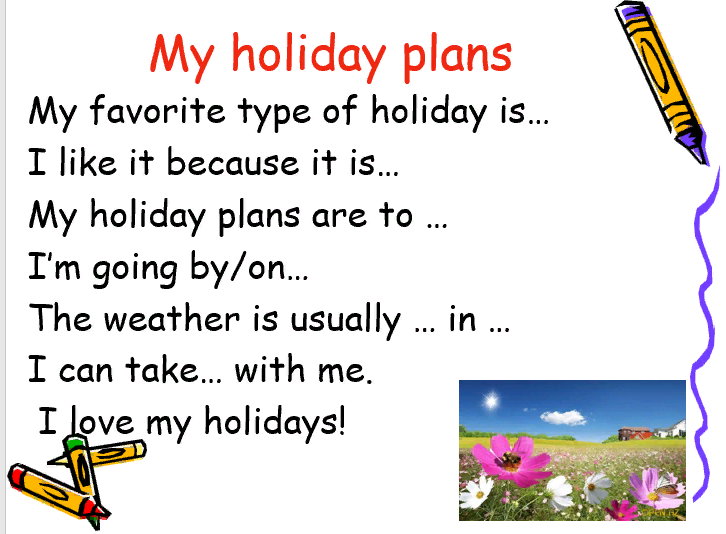 My holiday plans
My favorite type of holiday is…
I like it because it is…
My holiday plans are to …
I’m going by/on…
The weather is usually … in …
I can take… with me.
I love my holidays!